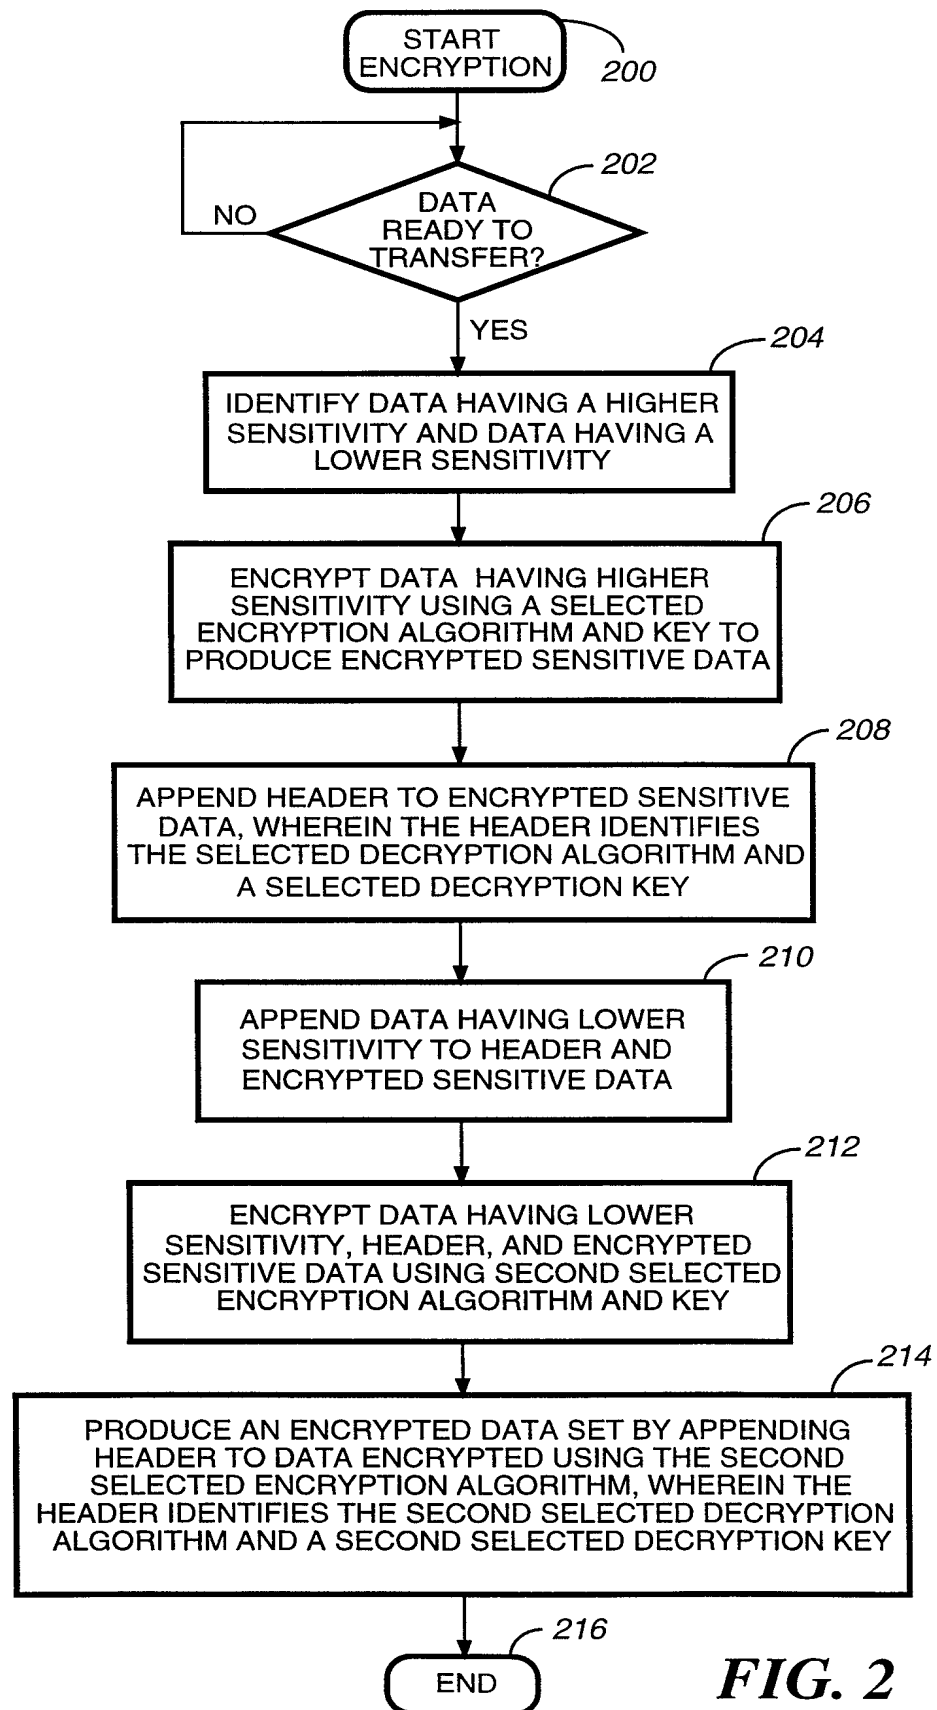 START
ENCRYPTION
200
202
DATA
READY TO
TRANSFER?
NO
YES
204
IDENTIFY DATA HAVING A HIGHER
SENSITIVITY AND DATA HAVING A
LOWER SENSITIVITY
206
ENCRYPT DATA HAVING HIGHER
SENSITIVITY USING A SELECTED
ENCRYPTION ALGORITHM AND KEY TO
PRODUCE ENCRYPTED SENSITIVE DATA
208
APPEND HEADER TO ENCRYPTED SENSITIVE
DATA, WHEREIN THE HEADER IDENTIFIES
THE SELECTED DECRYPTION ALGORITHM AND
A SELECTED DECRYPTION KEY
210
APPEND DATA HAVING LOWER
SENSITIVITY TO HEADER AND
ENCRYPTED SENSITIVE DATA
212
ENCRYPT DATA HAVING LOWER
SENSITIVITY, HEADER, AND ENCRYPTED
SENSITIVE DATA USING SECOND SELECTED
ENCRYPTION ALGORITHM AND KEY
214
PRODUCE AN ENCRYPTED DATA SET BY APPENDING
HEADER TO DATA ENCRYPTED USING THE SECOND
SELECTED ENCRYPTION ALGORITHM, WHEREIN THE
HEADER IDENTIFIES THE SECOND SELECTED DECRYPTION
ALGORITHM AND A SECOND SELECTED DECRYPTION KEY
216
END
FIG. 2